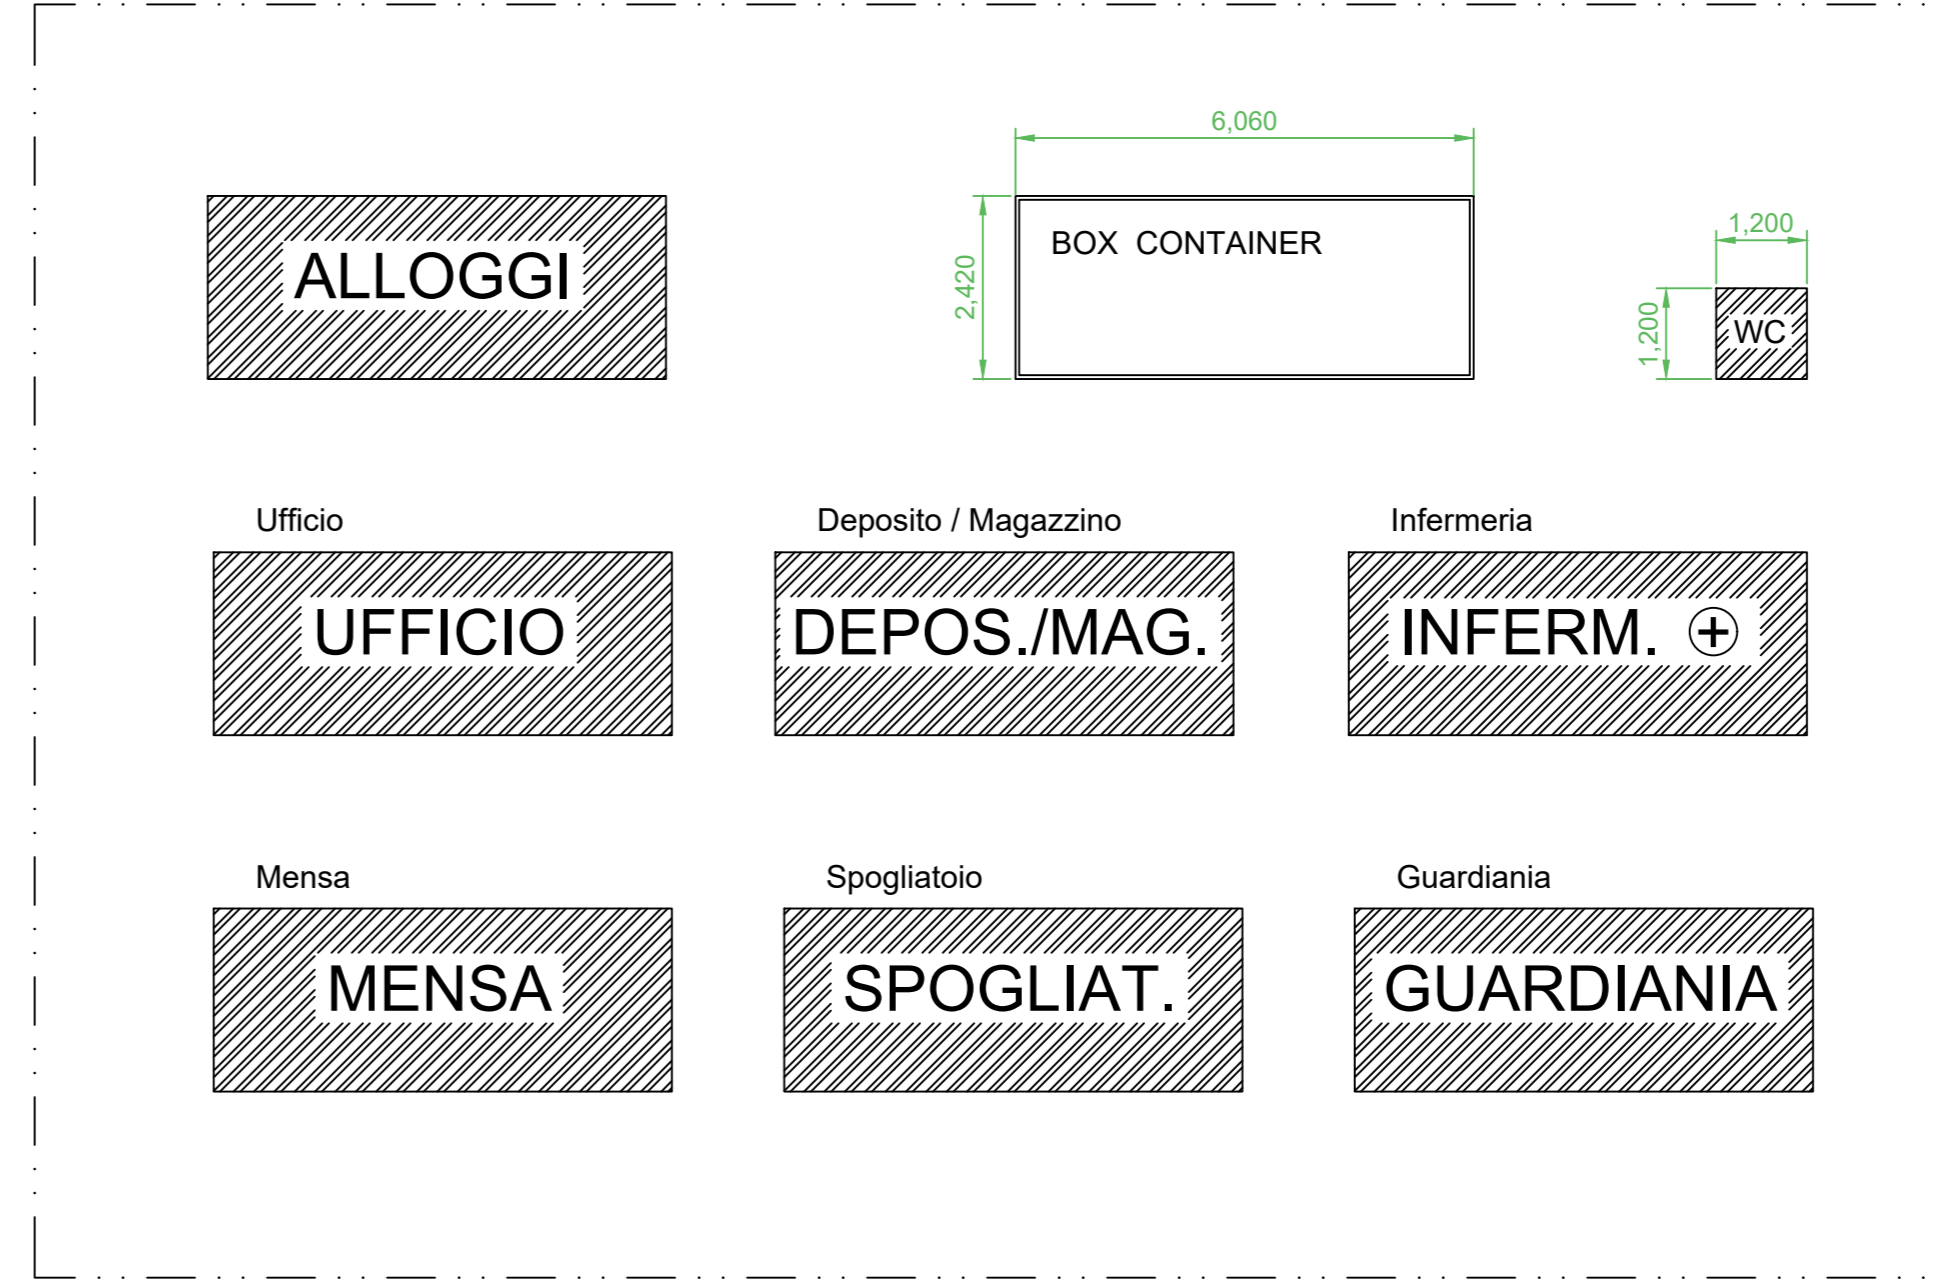 6,060
ALLOGGI
BOX CONTAINER
2,420
1,200
1,200
WC
Ufficio
Deposito / Magazzino
Infermeria
UFFICIO
DEPOS./MAG.
INFERM. +
Mensa
Spogliatoio
Guardiania
MENSA
SPOGLIAT.
GUARDIANIA